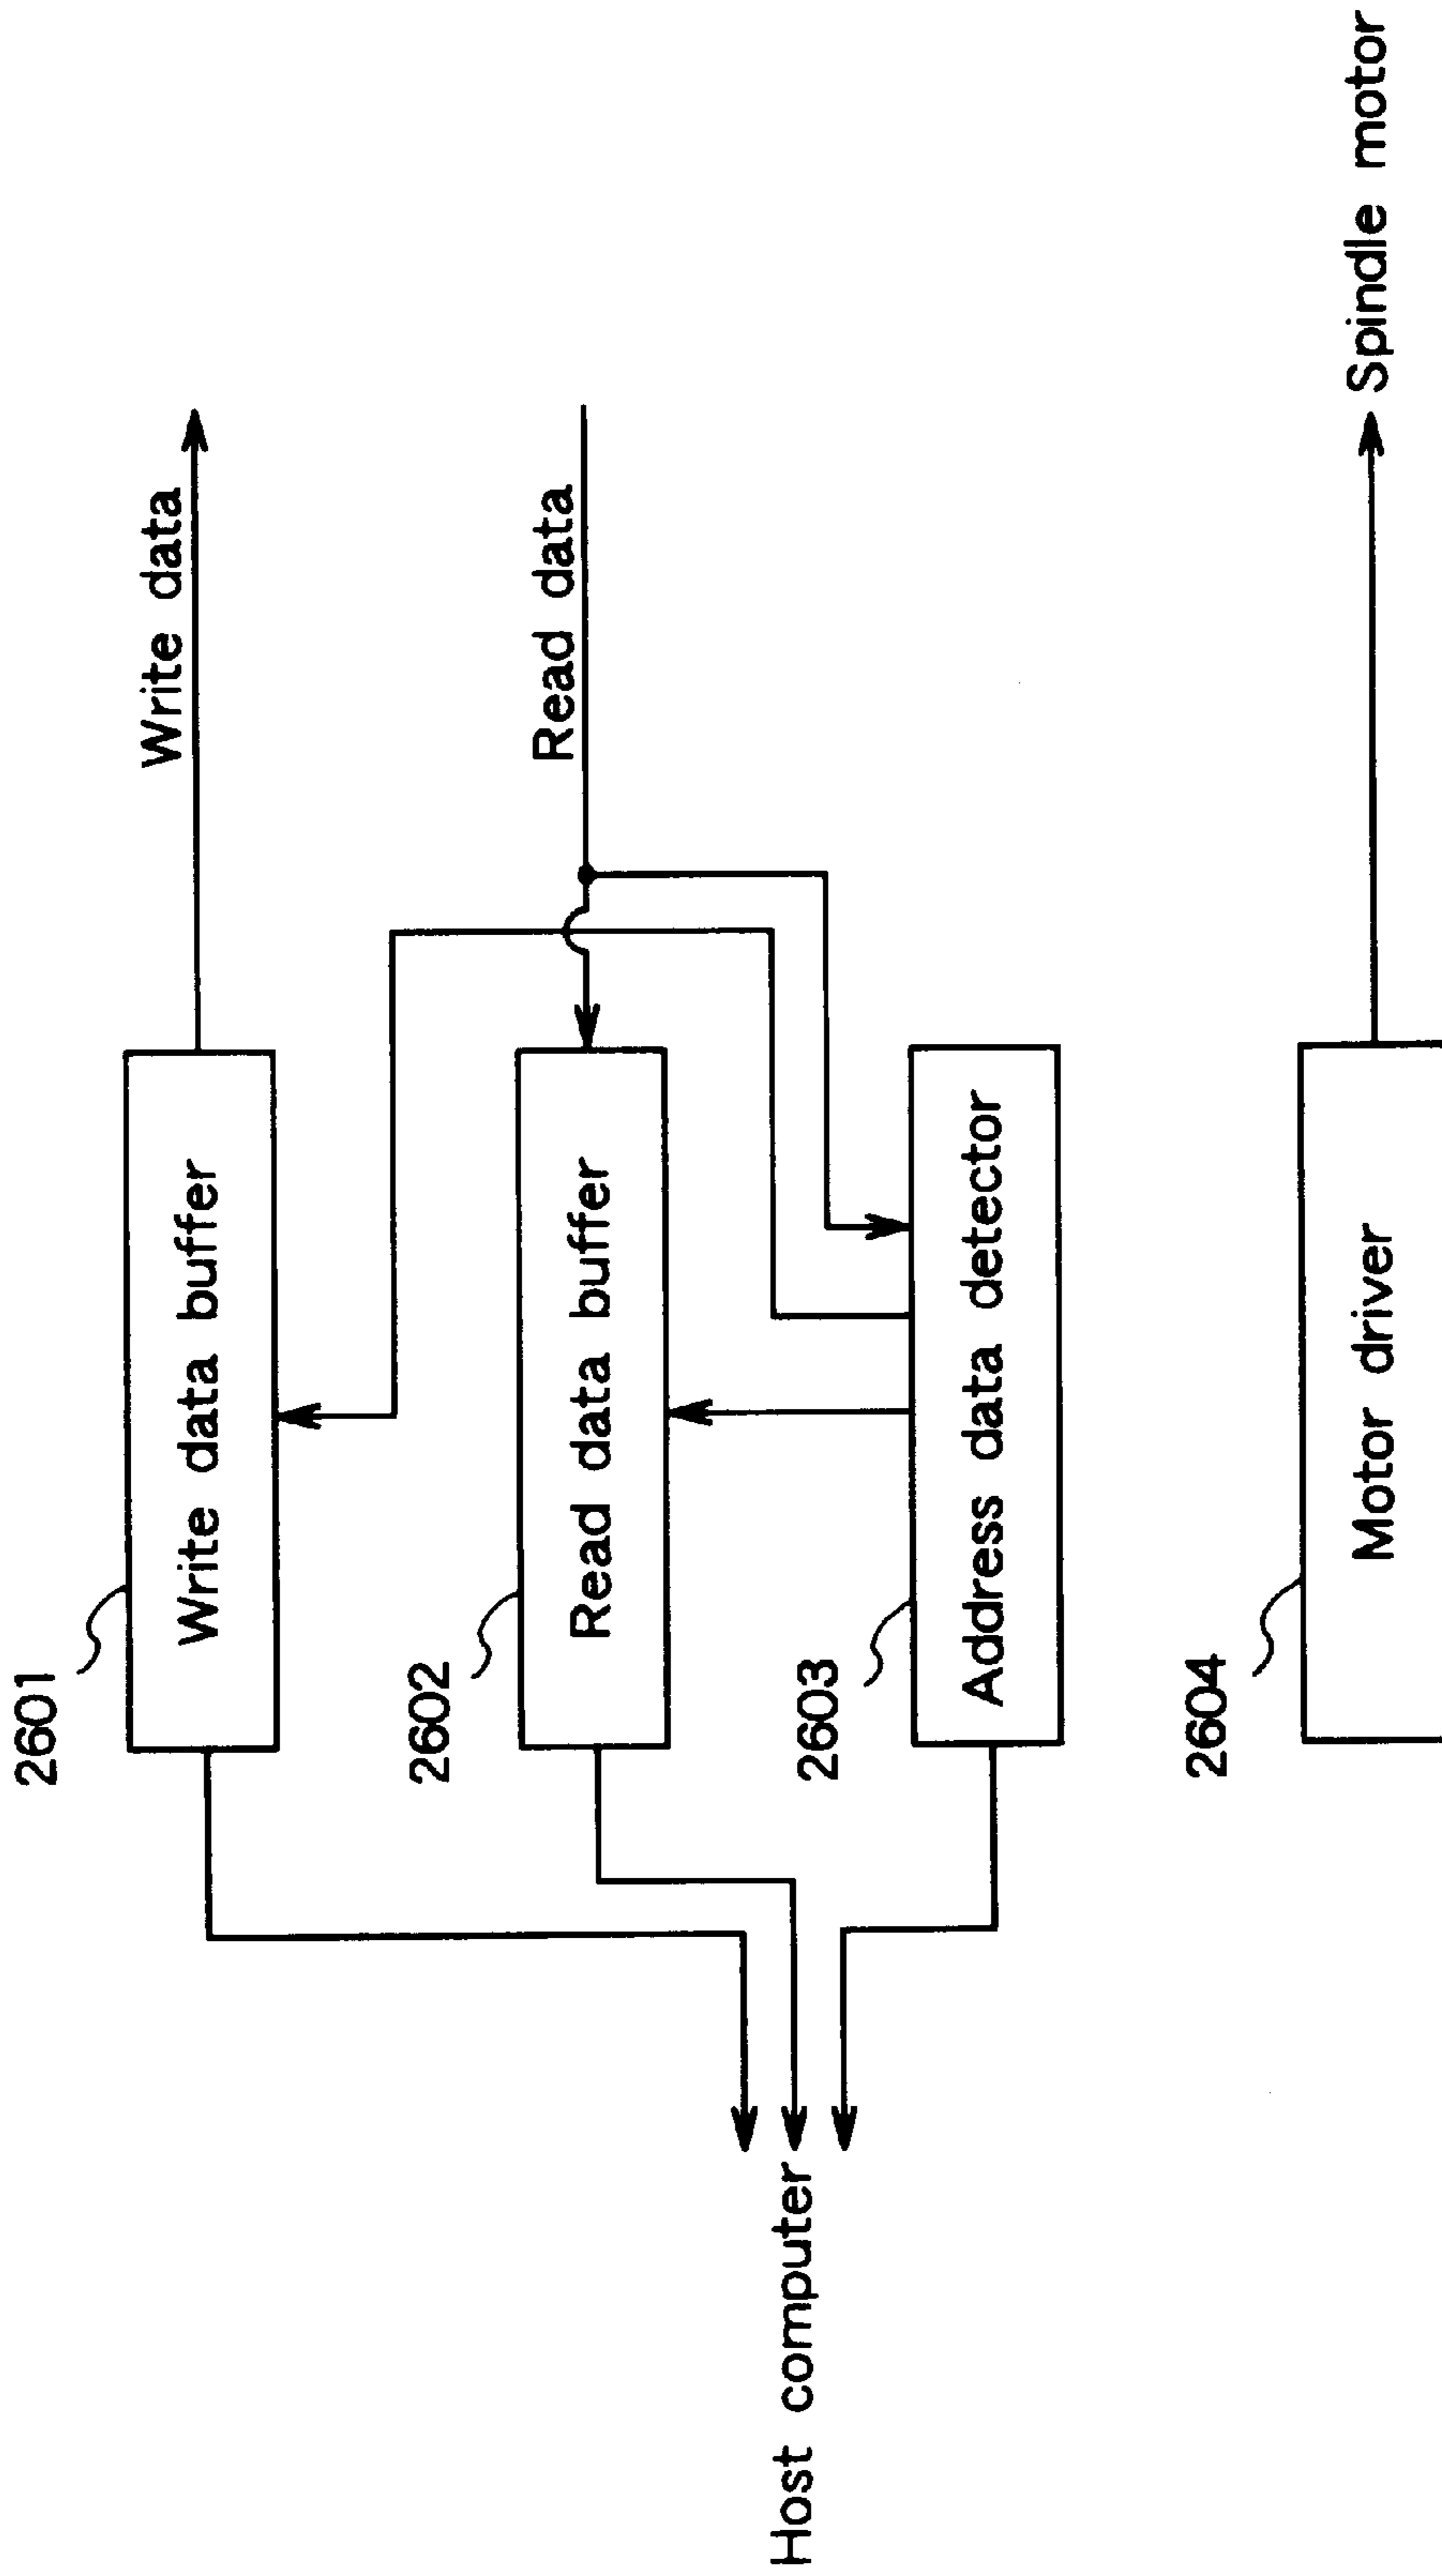 2601
Write data buffer
Write data
2602
Read data buffer
Read data
Host computer
2603
Address data detector
2604
Motor driver
Spindle motor